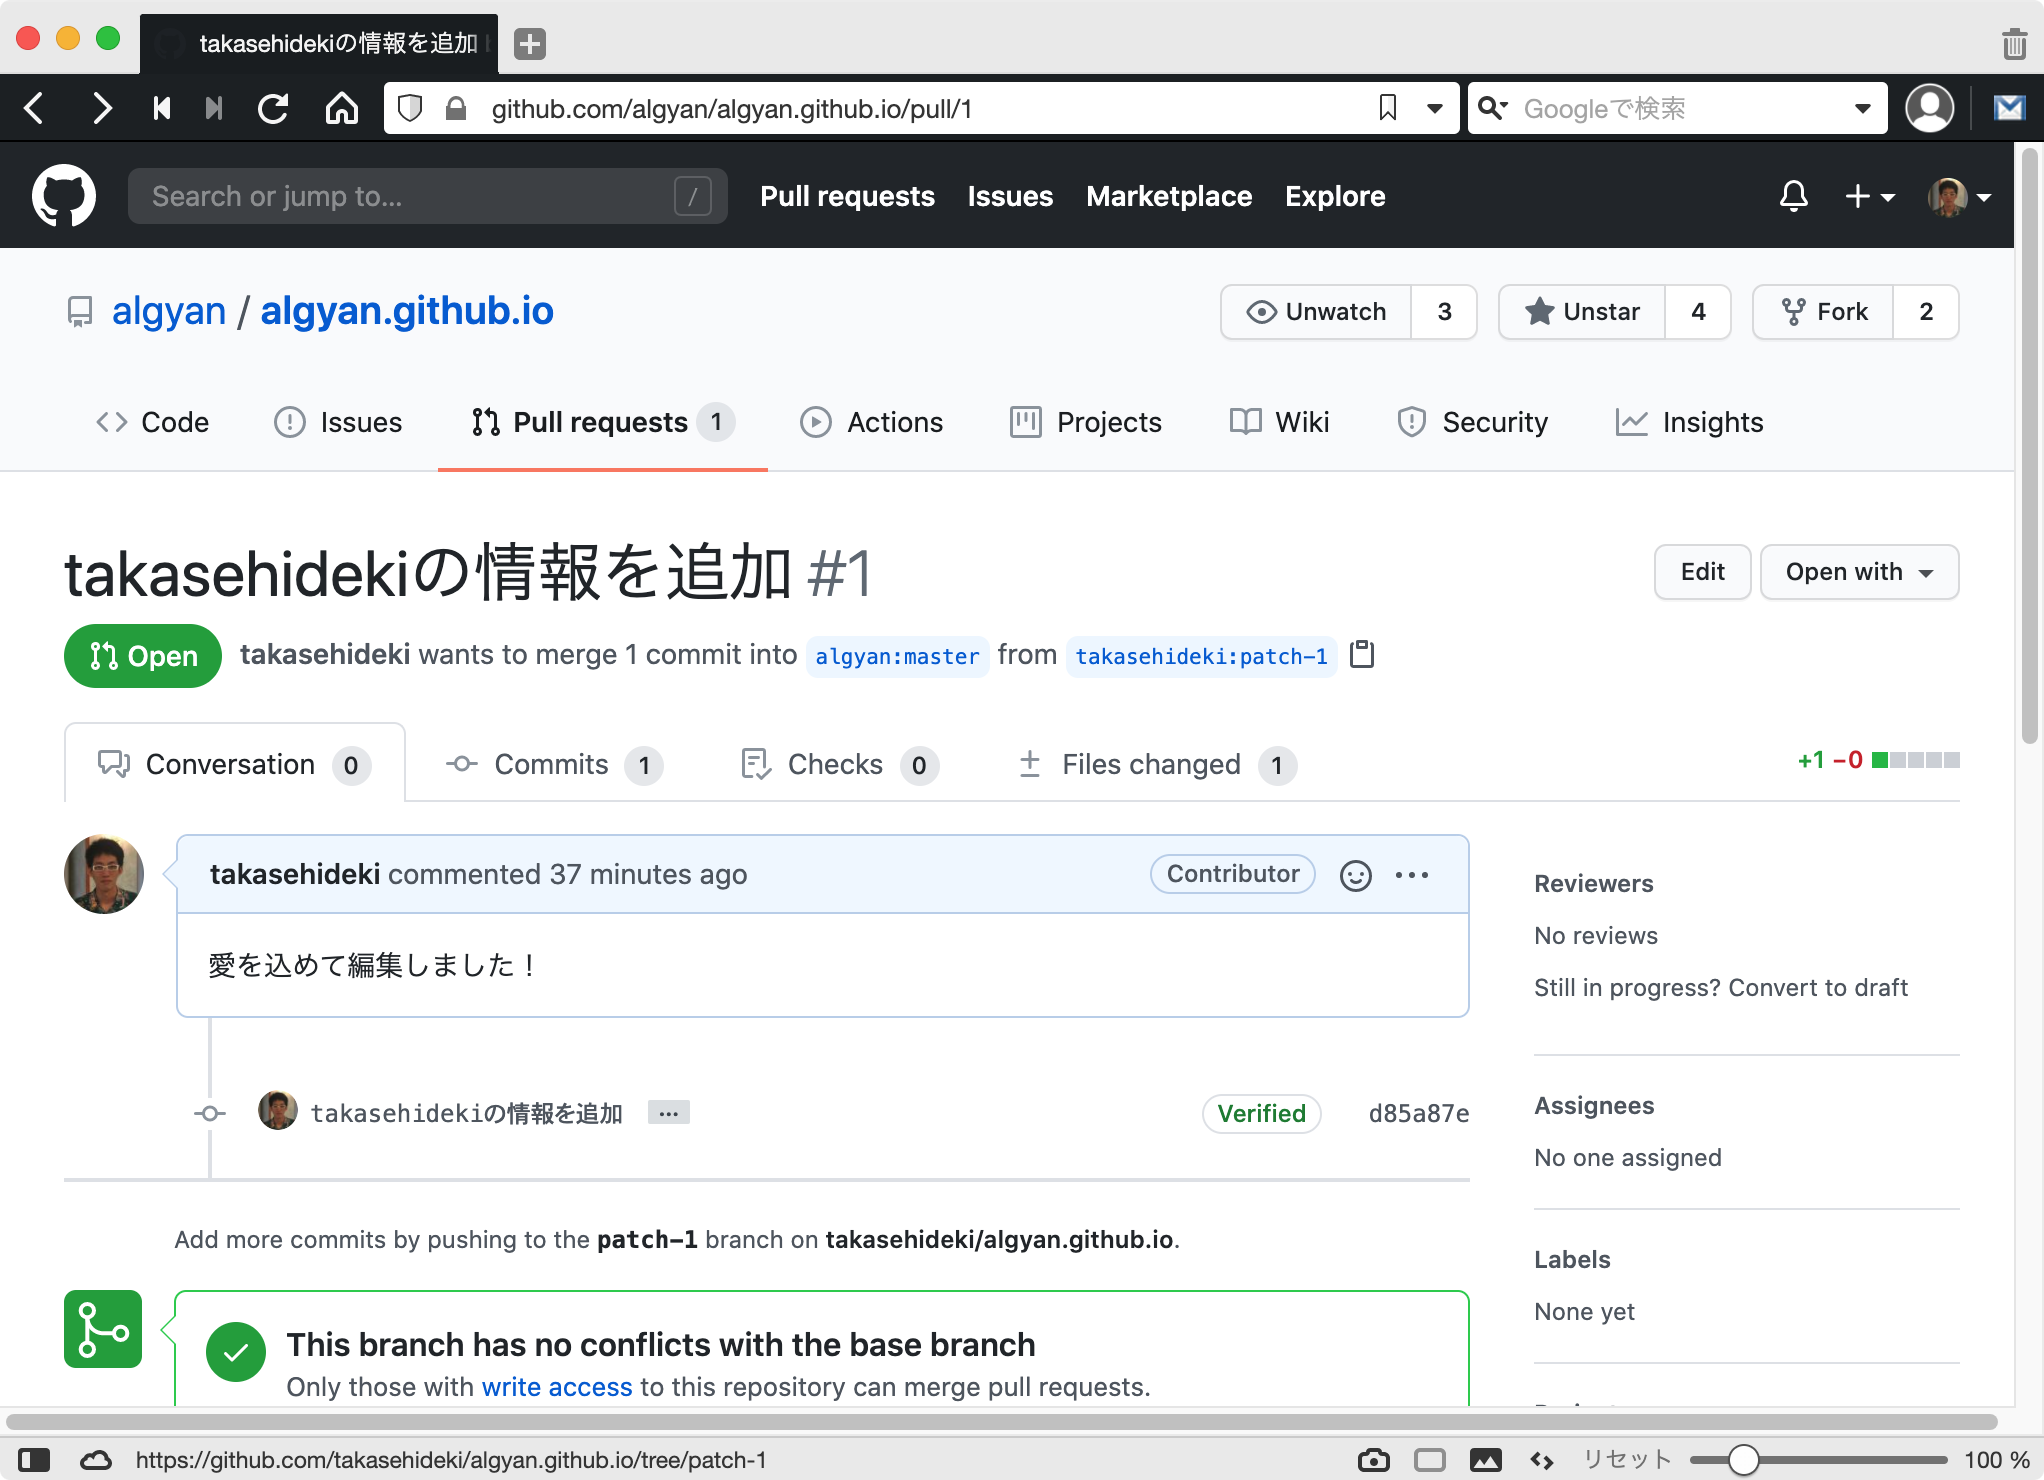 takasehidekiの情報を追加
github.com/algyan/algyan.github.io/pull/1
Googleで検索
Search or jump to... /
Pull requests Issues Marketplace Explore
algyan / algyan.github.io
Unwatch 3 Unstar 4 Fork 2
Code Issues Pull requests 1 Actions Projects Wiki Security Insights
takasehidekiの情報を追加 #1
Edit Open with
Open takasehideki wants to merge 1 commit into algyan:master from takasehideki:patch-1
Conversation 0 Commits 1 Checks 0 Files changed 1
+1 −0
takasehideki commented 37 minutes ago Contributor
愛を込めて編集しました！
Reviewers
No reviews
Still in progress? Convert to draft
takasehidekiの情報を追加 ... Verified d85a87e
Assignees
No one assigned
Add more commits by pushing to the patch-1 branch on takasehideki/algyan.github.io.
Labels
None yet
This branch has no conflicts with the base branch
Only those with write access to this repository can merge pull requests.
https://github.com/takasehideki/algyan.github.io/tree/patch-1
リセット 100 %